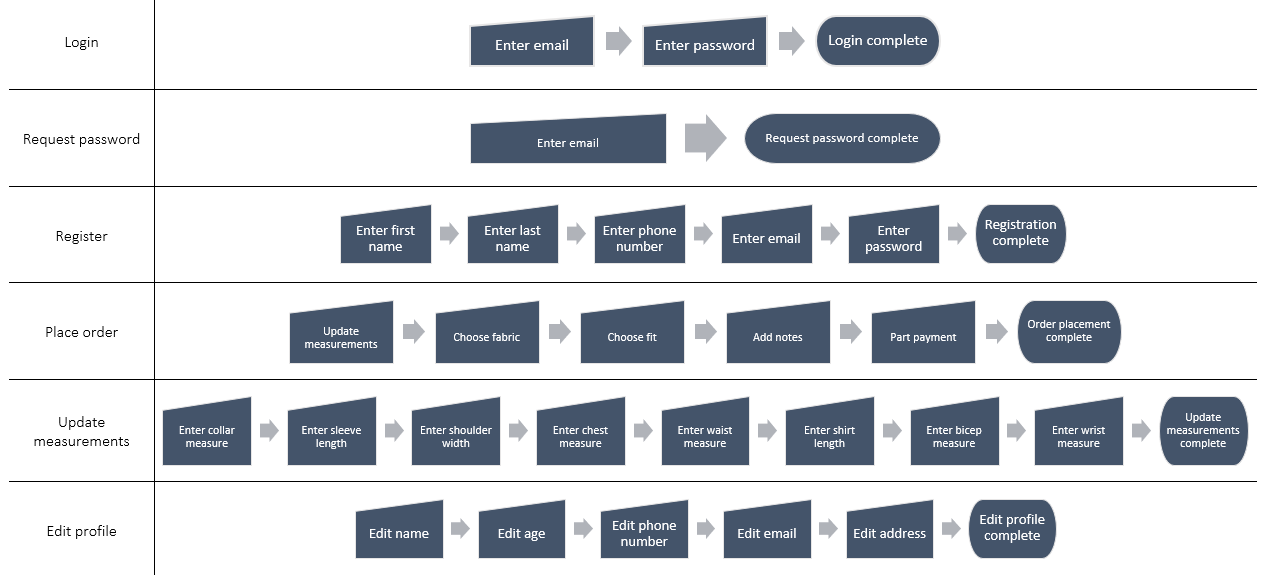 Login
Enter email
Enter password
Login complete
Request password
Enter email
Request password complete
Register
Enter first
name
Enter last
name
Enter phone
number
Enter email
Enter
password
Registration
complete
Place order
Update
measurements
Choose fabric
Choose fit
Add notes
Part payment
Order placement
complete
Update
measurements
Enter collar
measure
Enter sleeve
length
Enter shoulder
width
Enter chest
measure
Enter waist
measure
Enter shirt
length
Enter bicep
measure
Enter wrist
measure
Update
measurements
complete
Edit profile
Edit name
Edit age
Edit phone
number
Edit email
Edit address
Edit profile
complete